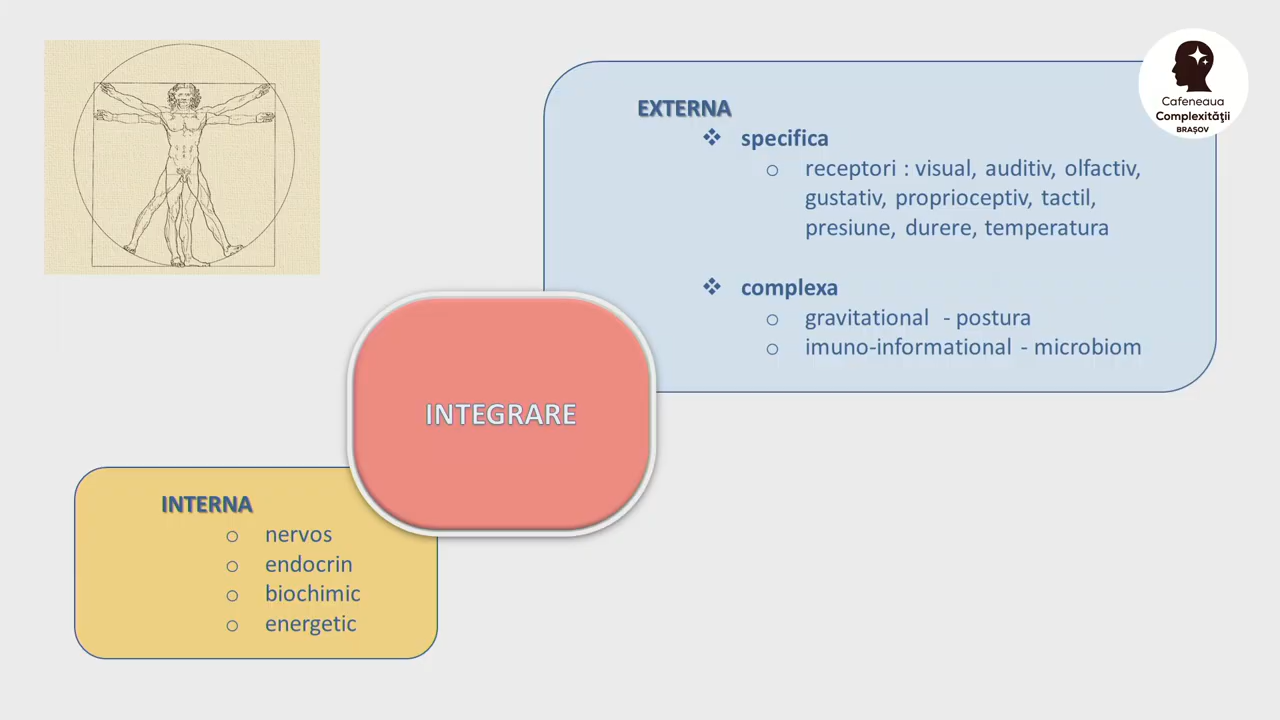 Cafeneaua
Complexităţii
BRAȘOV
EXTERNA
❖ specifica
o receptori : visual, auditiv, olfactiv,
gustativ, proprioceptiv, tactil,
presiune, durere, temperatura
❖ complexa
o gravitational - postura
o imuno-informational - microbiom
INTEGRARE
INTERNA
o nervos
o endocrin
o biochimic
o energetic